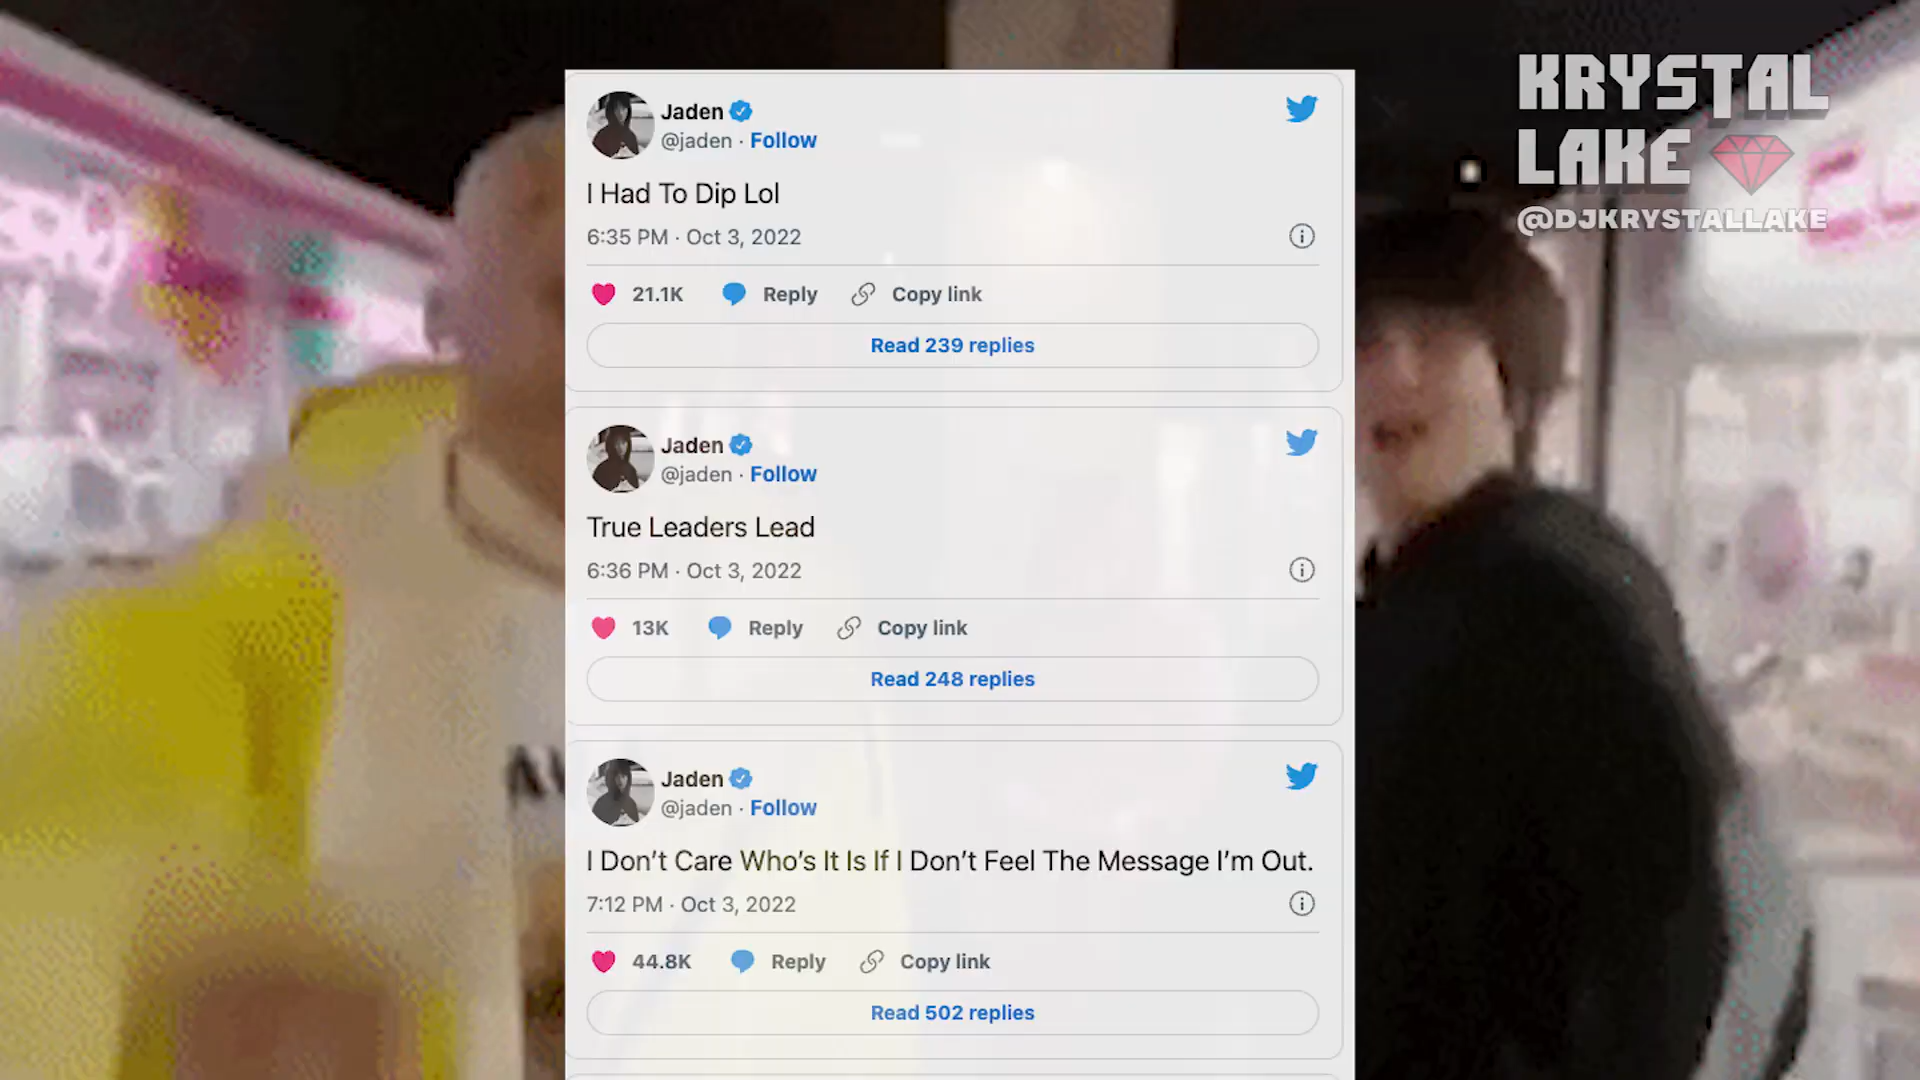 KRYSTAL
LAKE
@DJKRYSTALLAKE
Jaden
@jaden · Follow
I Had To Dip Lol
6:35 PM · Oct 3, 2022
21.1K Reply Copy link
Read 239 replies
Jaden
@jaden · Follow
True Leaders Lead
6:36 PM · Oct 3, 2022
13K Reply Copy link
Read 248 replies
Jaden
@jaden · Follow
I Don’t Care Who’s It Is If I Don’t Feel The Message I’m Out.
7:12 PM · Oct 3, 2022
44.8K Reply Copy link
Read 502 replies